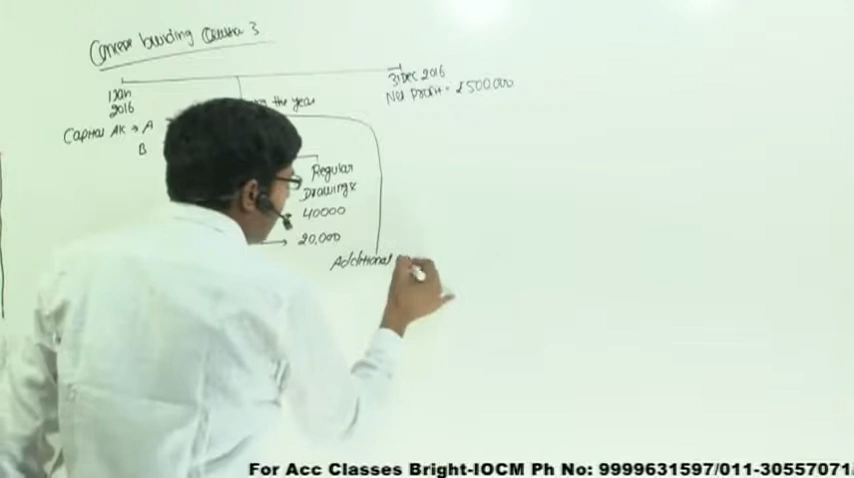 Concept building Question 3
1 Jan
2016
31 Dec 2016
Net Profit = ₹500,000
the year
Capital A/c → A
B
Regular
Drawings
40000
20,000
Additional
For Acc Classes Bright-IOCM Ph No: 9999631597/011-30557071